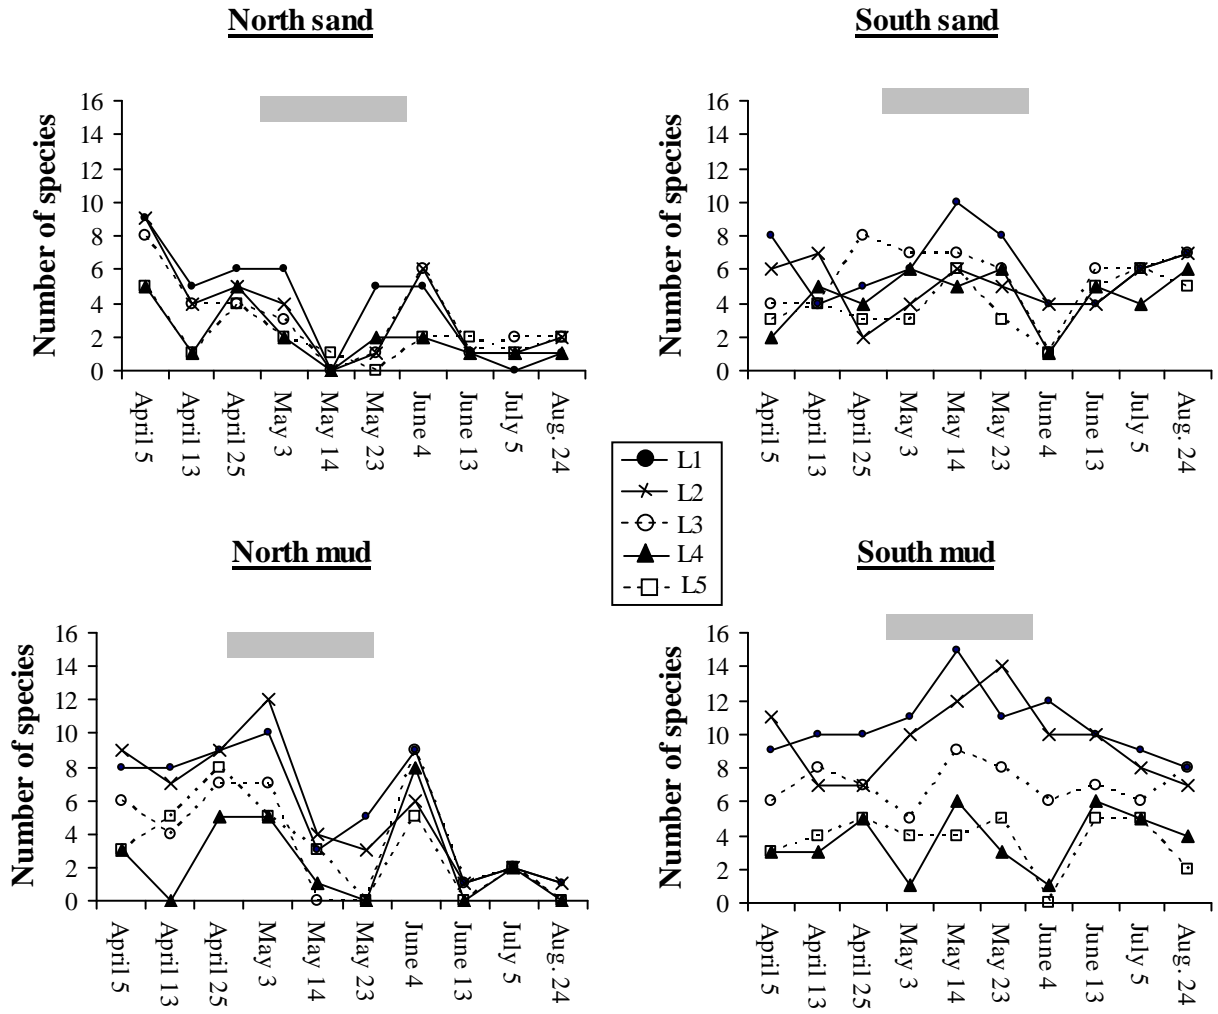 North sand
Number of species
16
14
12
10
8
6
4
2
0
April 5
April 13
April 25
May 3
May 14
May 23
June 4
June 13
July 5
Aug. 24
South sand
Number of species
16
14
12
10
8
6
4
2
0
April 5
April 13
April 25
May 3
May 14
May 23
June 4
June 13
July 5
Aug. 24
L1
L2
L3
L4
L5
North mud
Number of species
16
14
12
10
8
6
4
2
0
April 5
April 13
April 25
May 3
May 14
May 23
June 4
June 13
July 5
Aug. 24
South mud
Number of species
16
14
12
10
8
6
4
2
0
April 5
April 13
April 25
May 3
May 14
May 23
June 4
June 13
July 5
Aug. 24